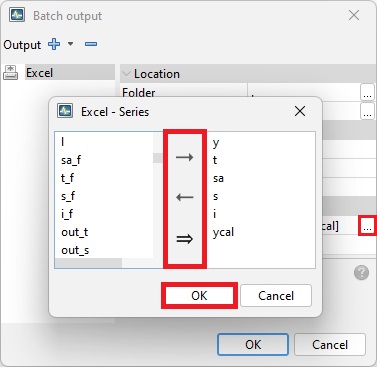 Batch output
Output
Excel
Location
Folder
.
...
...
Excel - Series
I
sa_f
t_f
s_f
i_f
out_t
out_s
y
t
sa
s
i
ycal
cal]
...
OK
Cancel
?
OK
Cancel